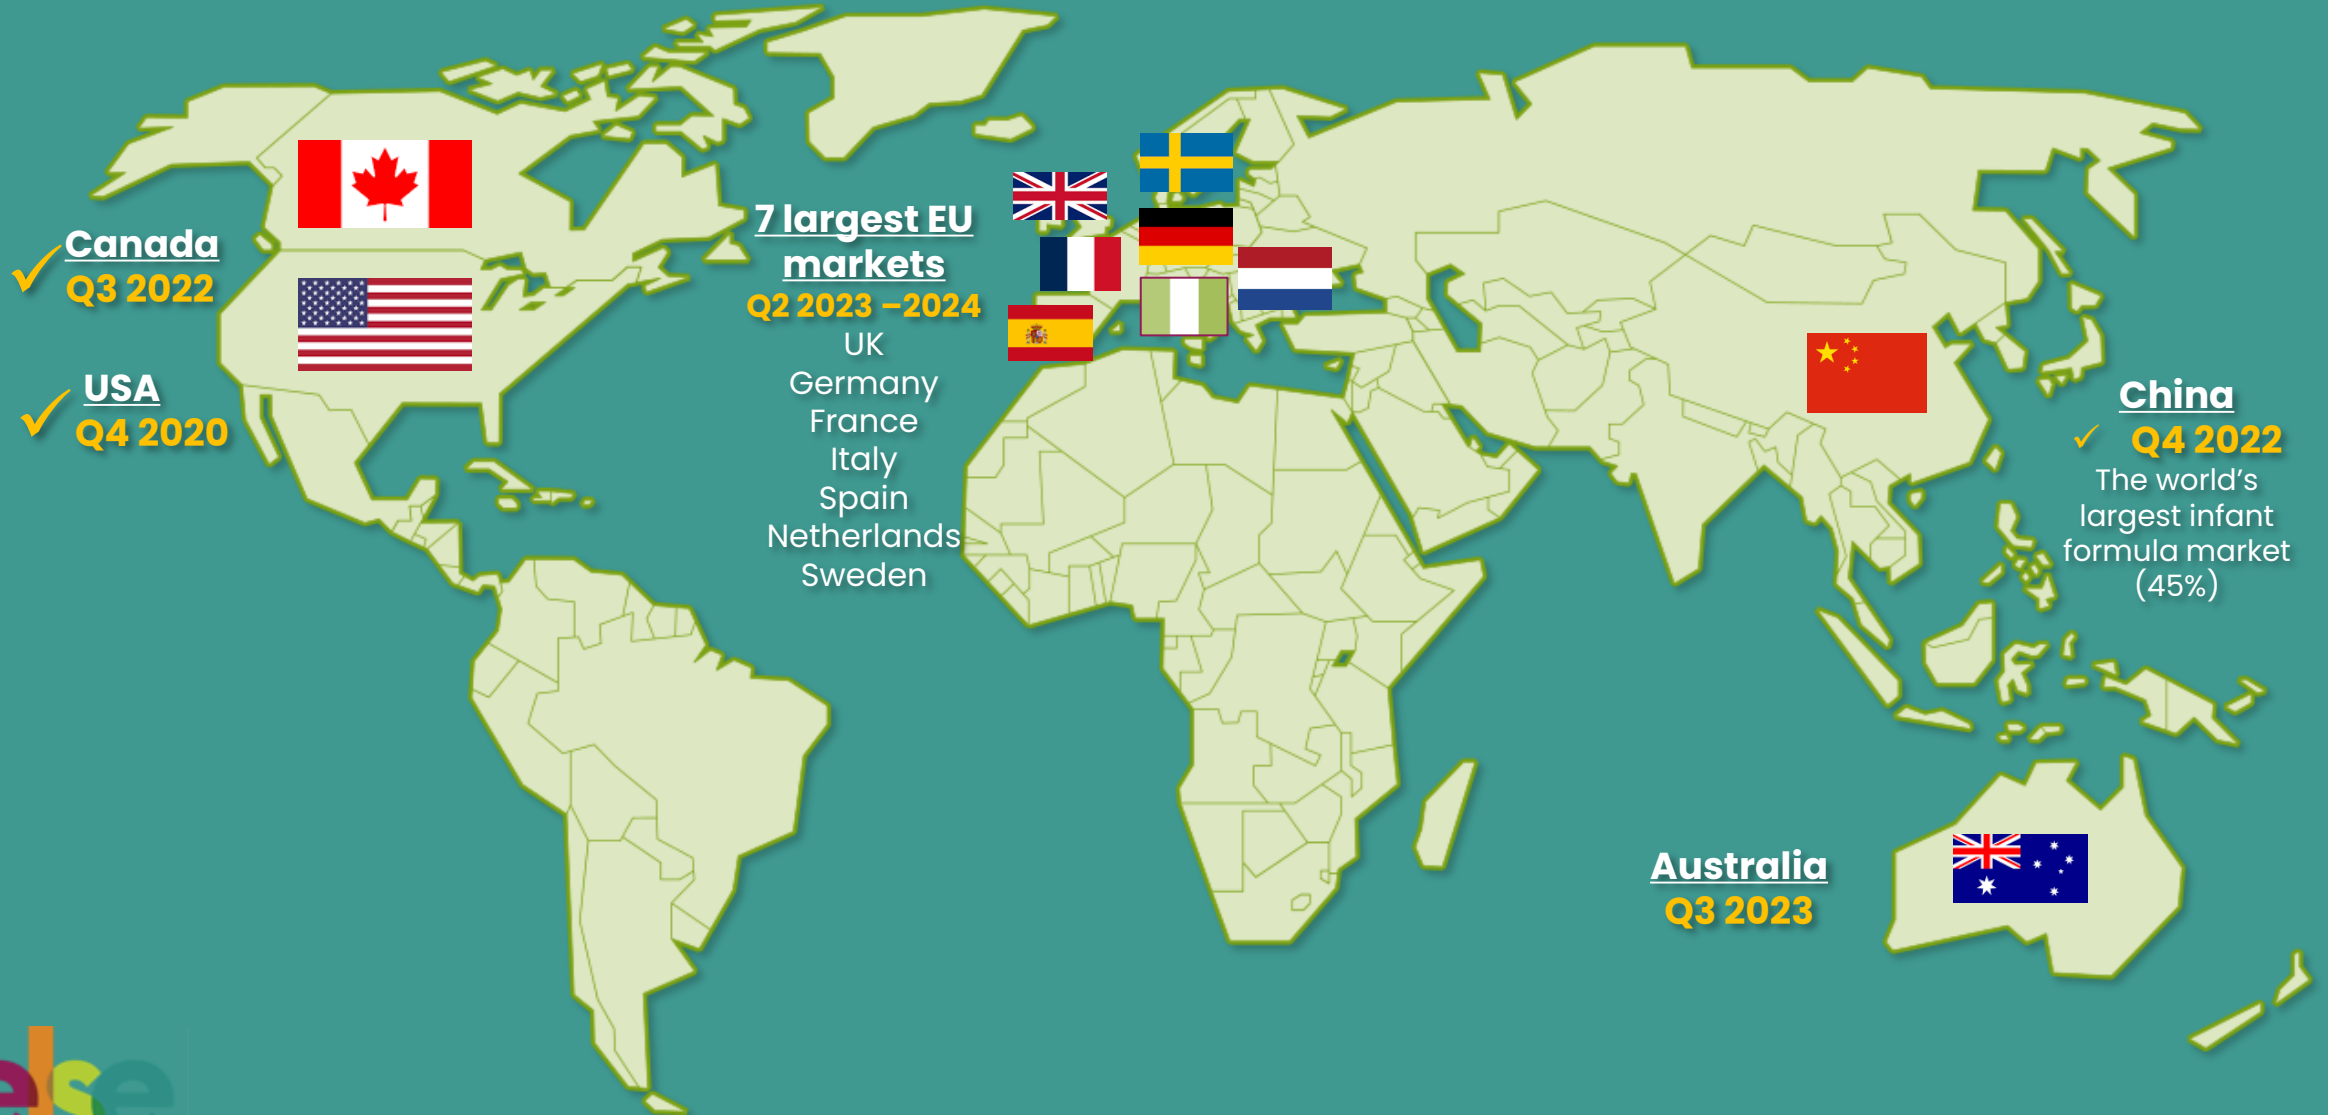 Canada
Q3 2022
USA
Q4 2020
7 largest EU
markets
Q2 2023 –2024
UK
Germany
France
Italy
Spain
Netherlands
Sweden
China
✓ Q4 2022
The world’s
largest infant
formula market
(45%)
Australia
Q3 2023
else